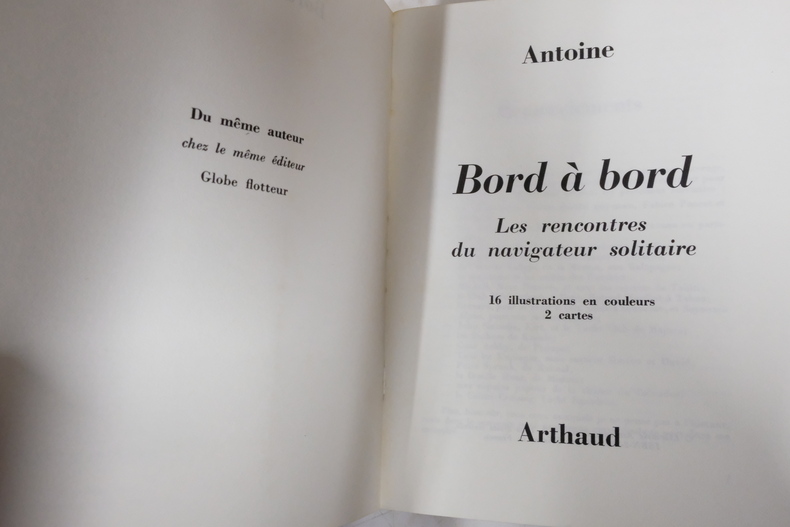 Du même auteur
chez le même éditeur
Globe flotteur
Antoine
Bord à bord
Les rencontres
du navigateur solitaire
16 illustrations en couleurs
2 cartes
Arthaud